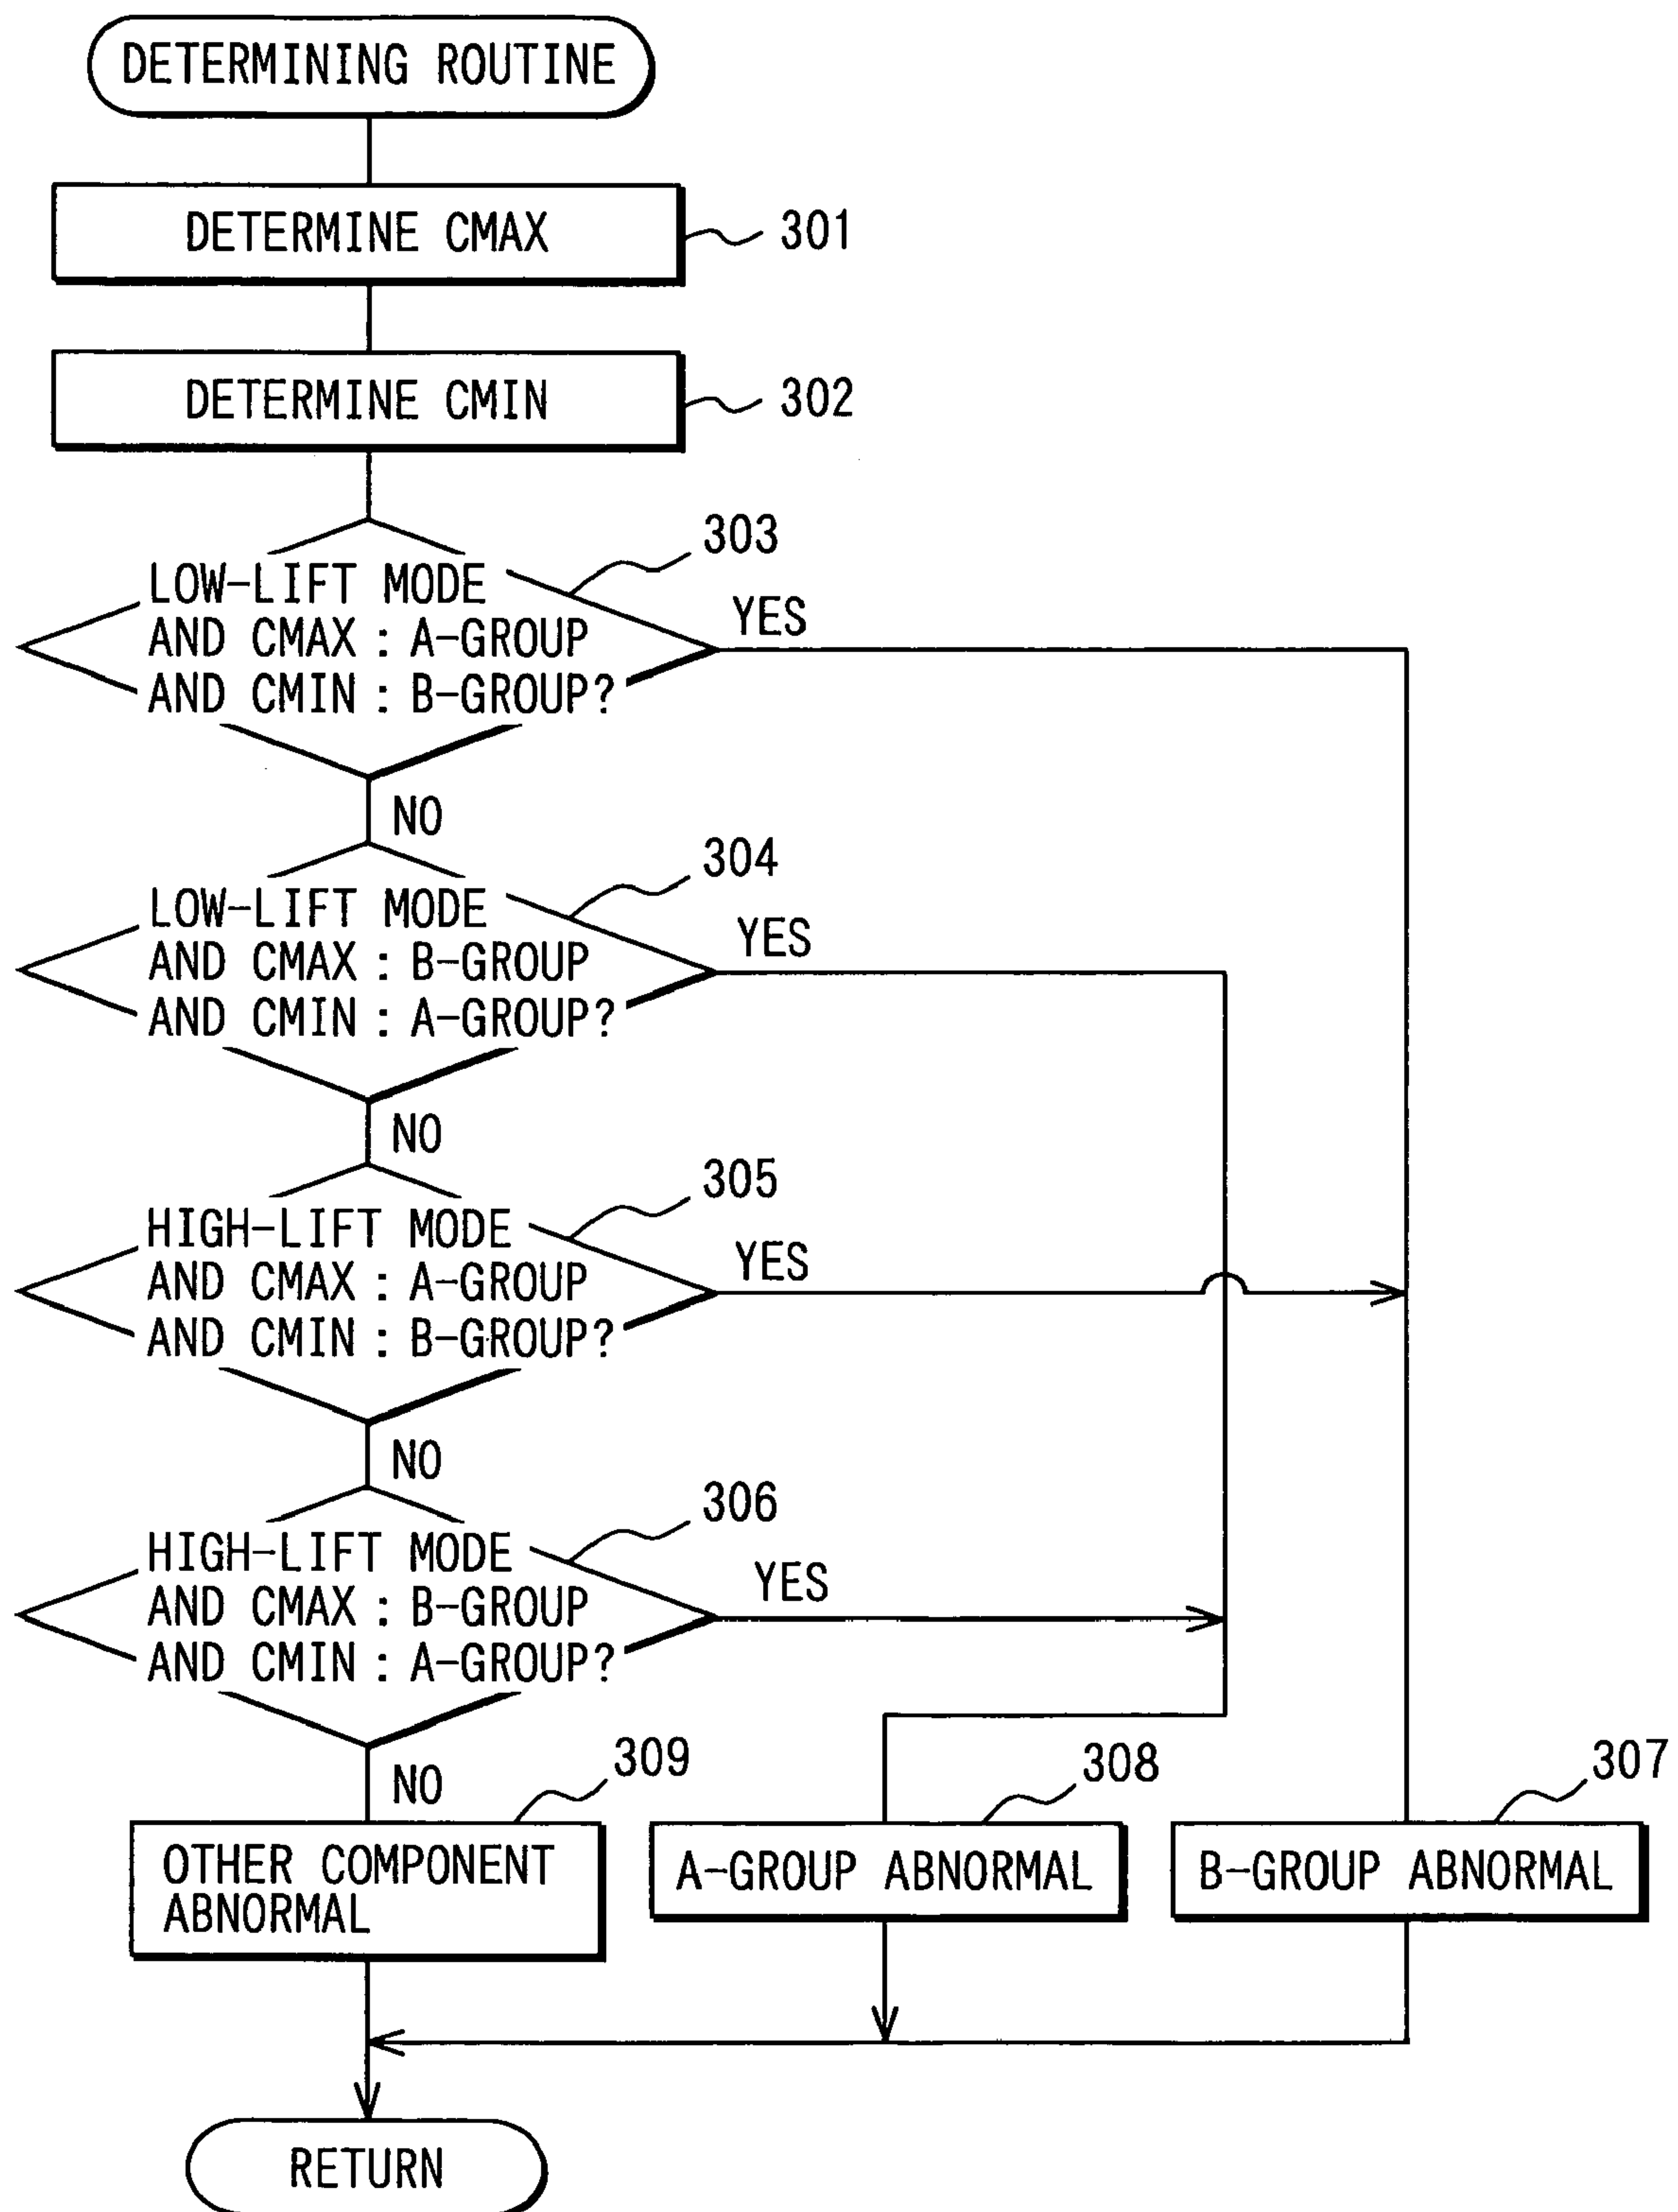 DETERMINING ROUTINE
DETERMINE CMAX
301
DETERMINE CMIN
302
303
LOW-LIFT MODE
AND CMAX : A-GROUP
AND CMIN : B-GROUP?
YES
NO
304
LOW-LIFT MODE
AND CMAX : B-GROUP
AND CMIN : A-GROUP?
YES
NO
305
HIGH-LIFT MODE
AND CMAX : A-GROUP
AND CMIN : B-GROUP?
YES
NO
306
HIGH-LIFT MODE
AND CMAX : B-GROUP
AND CMIN : A-GROUP?
YES
NO
309
OTHER COMPONENT
ABNORMAL
308
A-GROUP ABNORMAL
307
B-GROUP ABNORMAL
RETURN